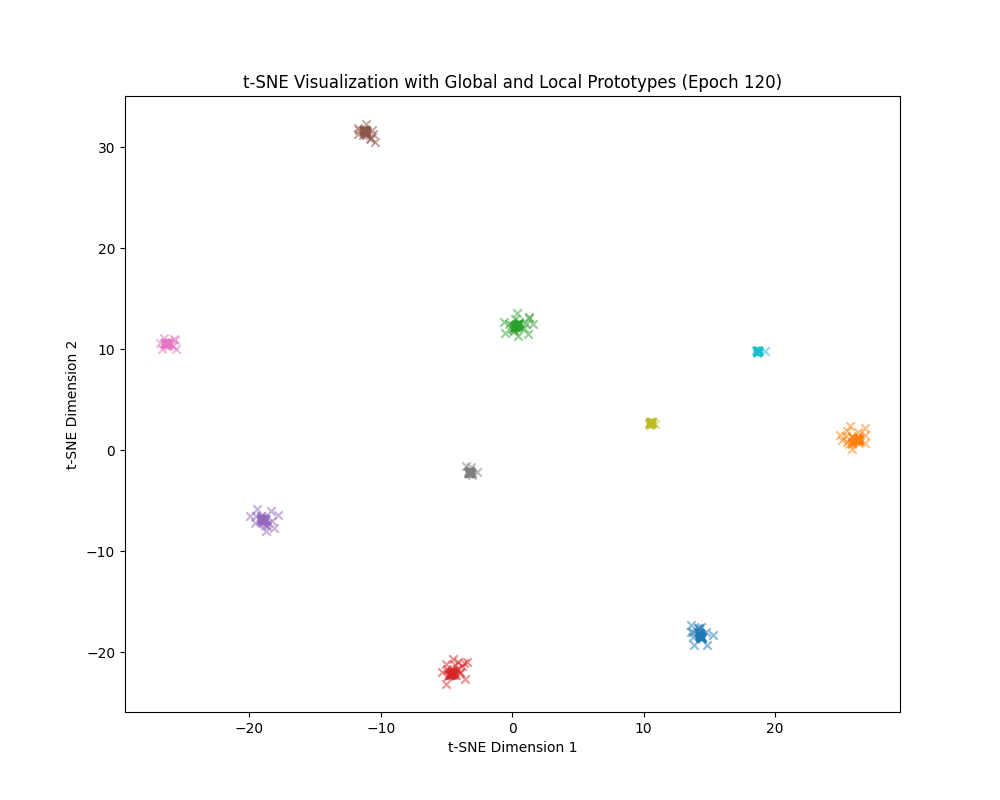 t-SNE Visualization with Global and Local Prototypes (Epoch 120)
30
20
10
0
−10
−20
t-SNE Dimension 2
−20 −10 0 10 20
t-SNE Dimension 1